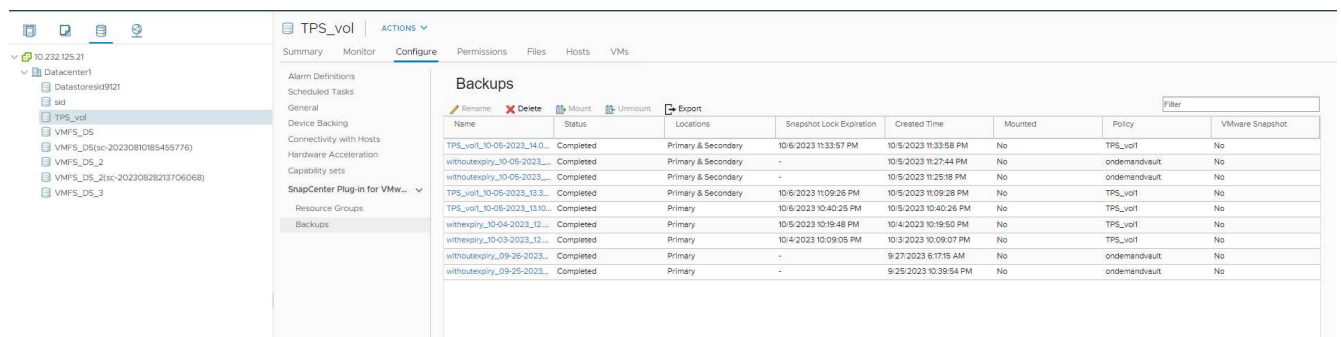 TPS_vol ACTIONS
Summary Monitor Configure Permissions Files Hosts VMs
10.232.125.21
Datacenter1
Datastoresid9121
sid
TPS_vol
VMFS_DS
VMFS_DS(sc-20230810185455776)
VMFS_DS_2
VMFS_DS_2(sc-20230828213706068)
VMFS_DS_3
Alarm Definitions
Scheduled Tasks
General
Device Backing
Connectivity with Hosts
Hardware Acceleration
Capability sets
SnapCenter Plug-in for VMw...
Resource Groups
Backups
Backups
Rename Delete Mount Unmount Export Filter
Name Status Locations Snapshot Lock Expiration Created Time Mounted Policy VMware Snapshot
TPS_vol1_10-05-2023_14.0... Completed Primary & Secondary 10/6/2023 11:33:57 PM 10/5/2023 11:33:58 PM No TPS_vol1 No
withoutexpiry_10-05-2023_... Completed Primary & Secondary - 10/5/2023 11:27:44 PM No ondemandvault No
withoutexpiry_10-05-2023_... Completed Primary & Secondary - 10/5/2023 11:25:18 PM No ondemandvault No
TPS_vol1_10-05-2023_13.3... Completed Primary & Secondary 10/6/2023 11:09:26 PM 10/5/2023 11:09:28 PM No TPS_vol1 No
TPS_vol1_10-05-2023_13.10... Completed Primary 10/6/2023 10:40:25 PM 10/5/2023 10:40:26 PM No TPS_vol1 No
withexpiry_10-04-2023_12.... Completed Primary 10/5/2023 10:19:48 PM 10/4/2023 10:19:50 PM No TPS_vol1 No
withexpiry_10-03-2023_12.... Completed Primary 10/4/2023 10:09:05 PM 10/3/2023 10:09:07 PM No TPS_vol1 No
withoutexpiry_09-26-2023... Completed Primary - 9/27/2023 6:17:15 AM No ondemandvault No
withoutexpiry_09-25-2023... Completed Primary - 9/25/2023 10:39:54 PM No ondemandvault No